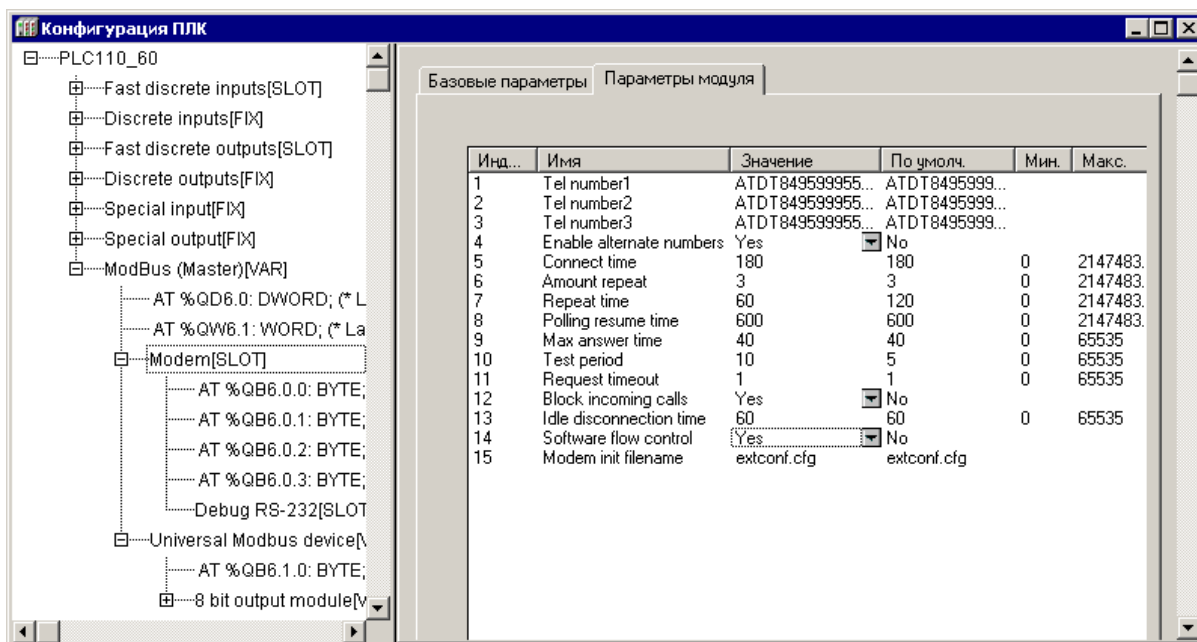 Конфигурация ПЛК
PLC110_60
Fast discrete inputs[SLOT]
Discrete inputs[FIX]
Fast discrete outputs[SLOT]
Discrete outputs[FIX]
Special input[FIX]
Special output[FIX]
ModBus (Master)[VAR]
AT %QD6.0: DWORD; (* L
AT %QW6.1: WORD; (* La
Modem[SLOT]
AT %QB6.0.0: BYTE;
AT %QB6.0.1: BYTE;
AT %QB6.0.2: BYTE;
AT %QB6.0.3: BYTE;
Debug RS-232[SLOT
Universal Modbus device[V
AT %QB6.1.0: BYTE;
8 bit output module[V
Базовые параметры Параметры модуля
Инд... Имя Значение По умолч. Мин. Макс.
1 Tel number1 ATDT849599955... ATDT8495999...
2 Tel number2 ATDT849599955... ATDT8495999...
3 Tel number3 ATDT849599955... ATDT8495999...
4 Enable alternate numbers Yes No
5 Connect time 180 180 0 2147483.
6 Amount repeat 3 3 0 2147483.
7 Repeat time 60 120 0 2147483.
8 Polling resume time 600 600 0 2147483.
9 Max answer time 40 40 0 65535
10 Test period 10 5 0 65535
11 Request timeout 1 1 0 65535
12 Block incoming calls Yes No
13 Idle disconnection time 60 60 0 65535
14 Software flow control Yes No
15 Modem init filename extconf.cfg extconf.cfg